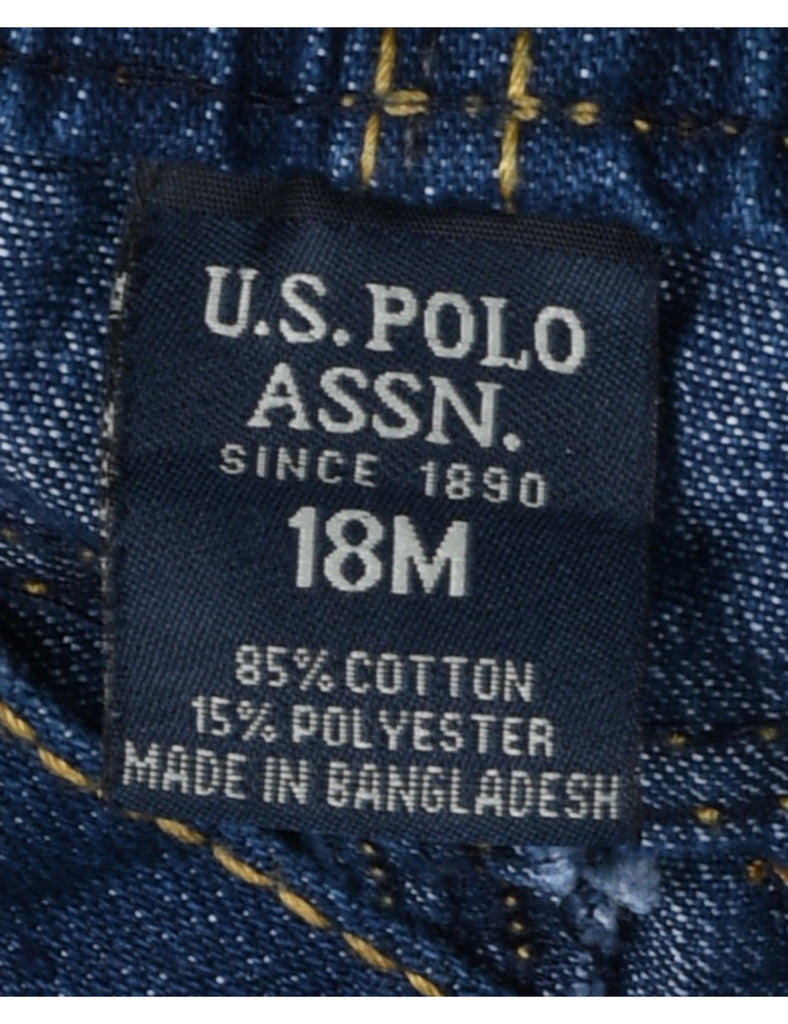 U.S. POLO
ASSN.
SINCE 1890
18M
85% COTTON
15% POLYESTER
MADE IN BANGLADESH